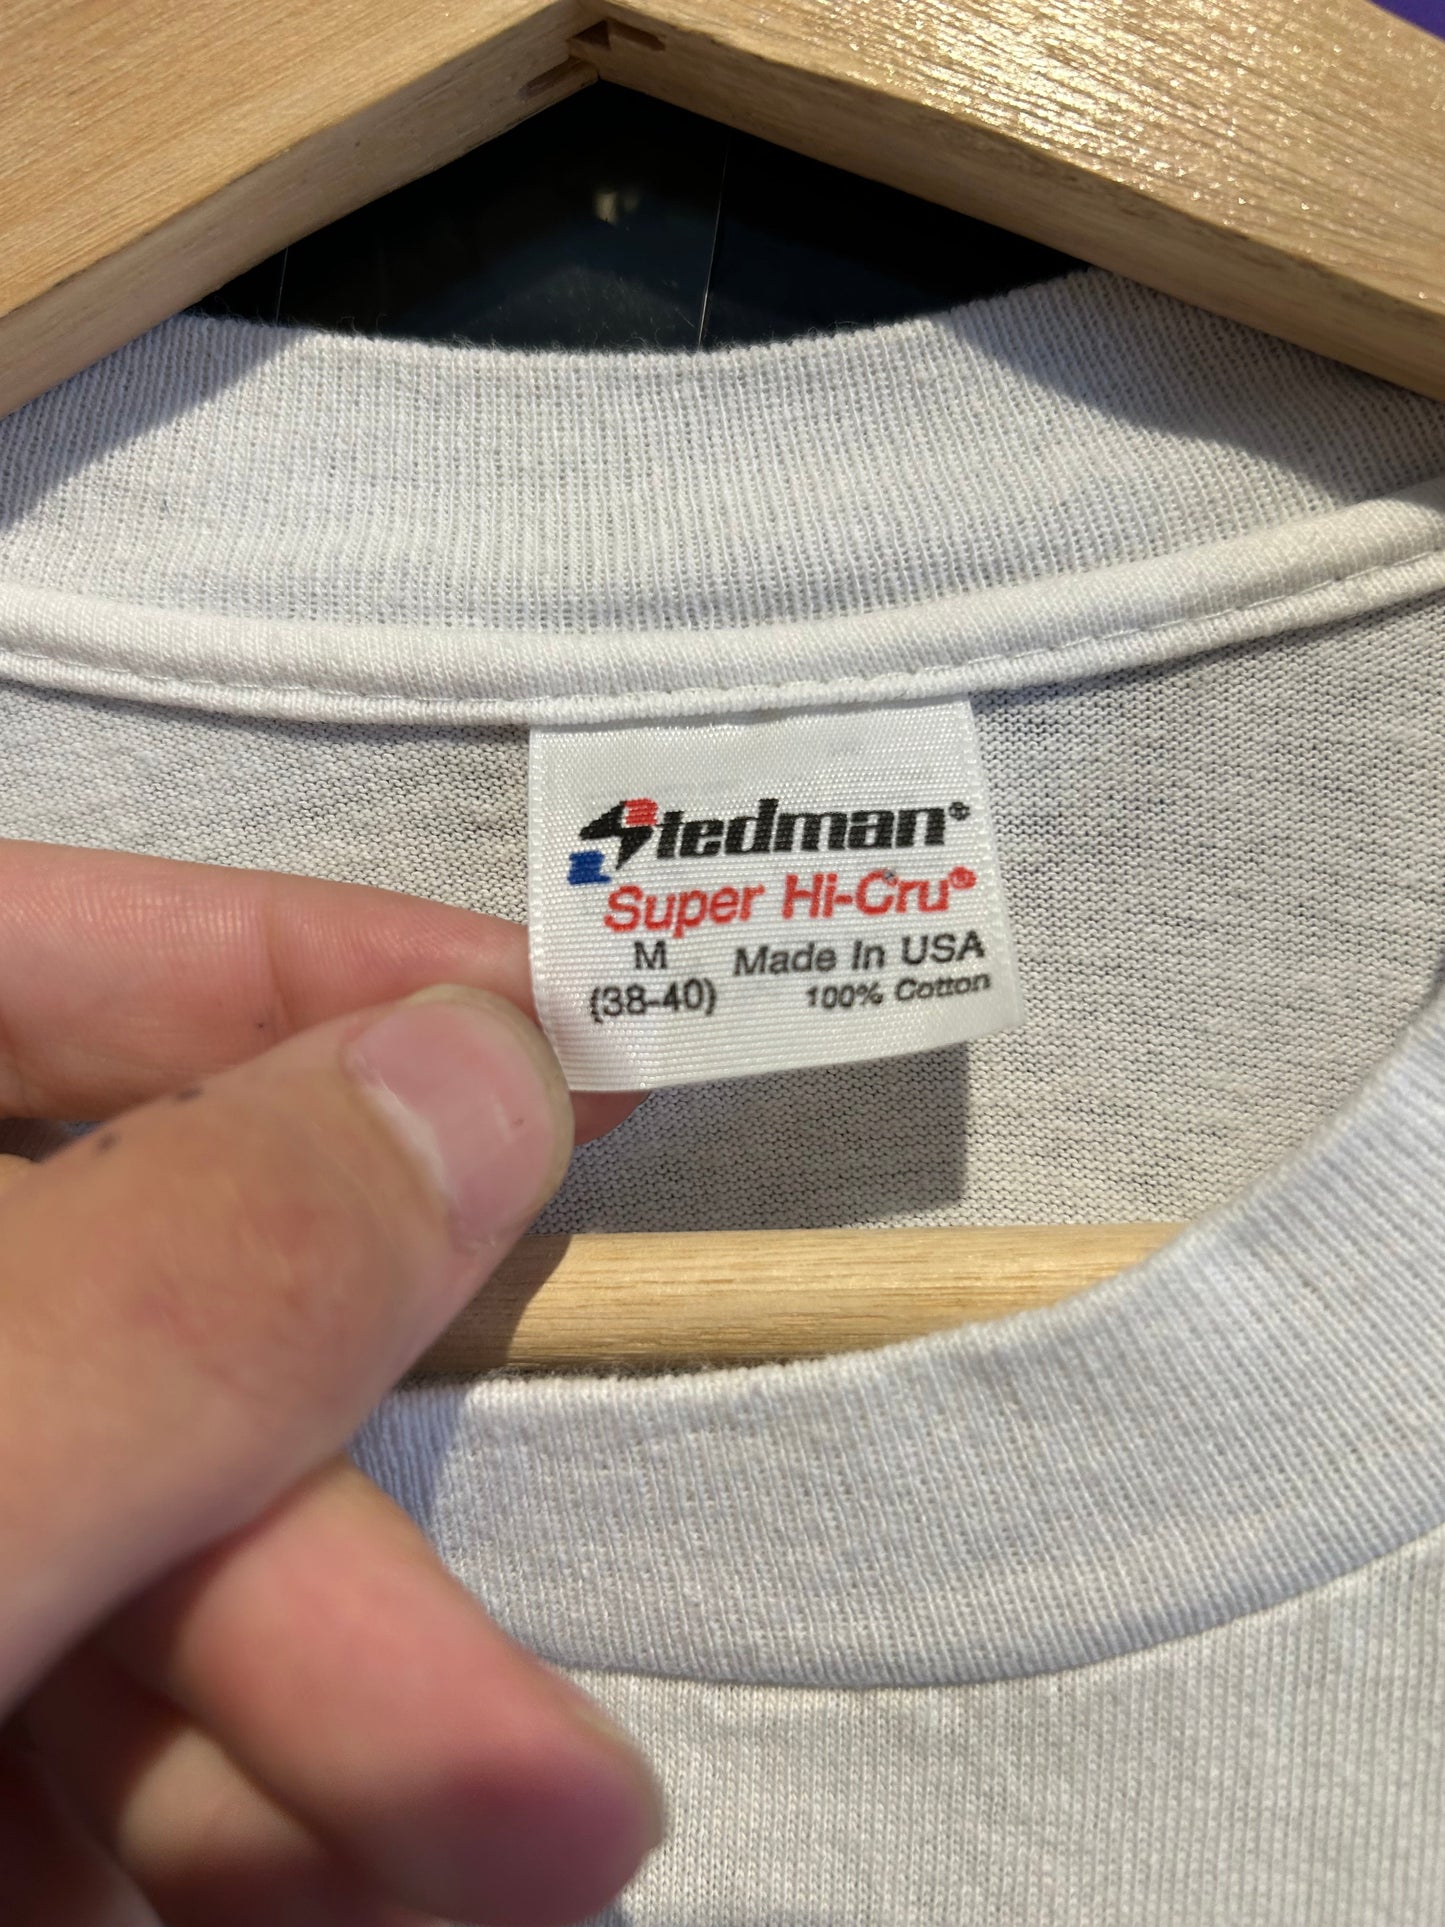 Stedman®
Super Hi-Cru®
M Made In USA
(38-40) 100% Cotton